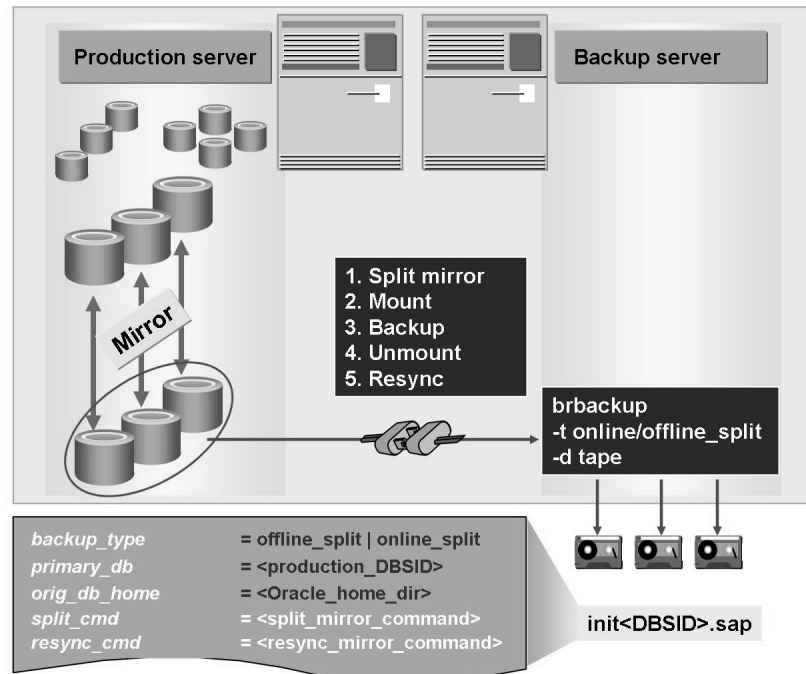 Production server
Backup server
Mirror
1. Split mirror
2. Mount
3. Backup
4. Unmount
5. Resync
brbackup
-t online/offline_split
-d tape
backup_type = offline_split | online_split
primary_db = <production_DBSID>
orig_db_home = <Oracle_home_dir>
split_cmd = <split_mirror_command>
resync_cmd = <resync_mirror_command>
init<DBSID>.sap